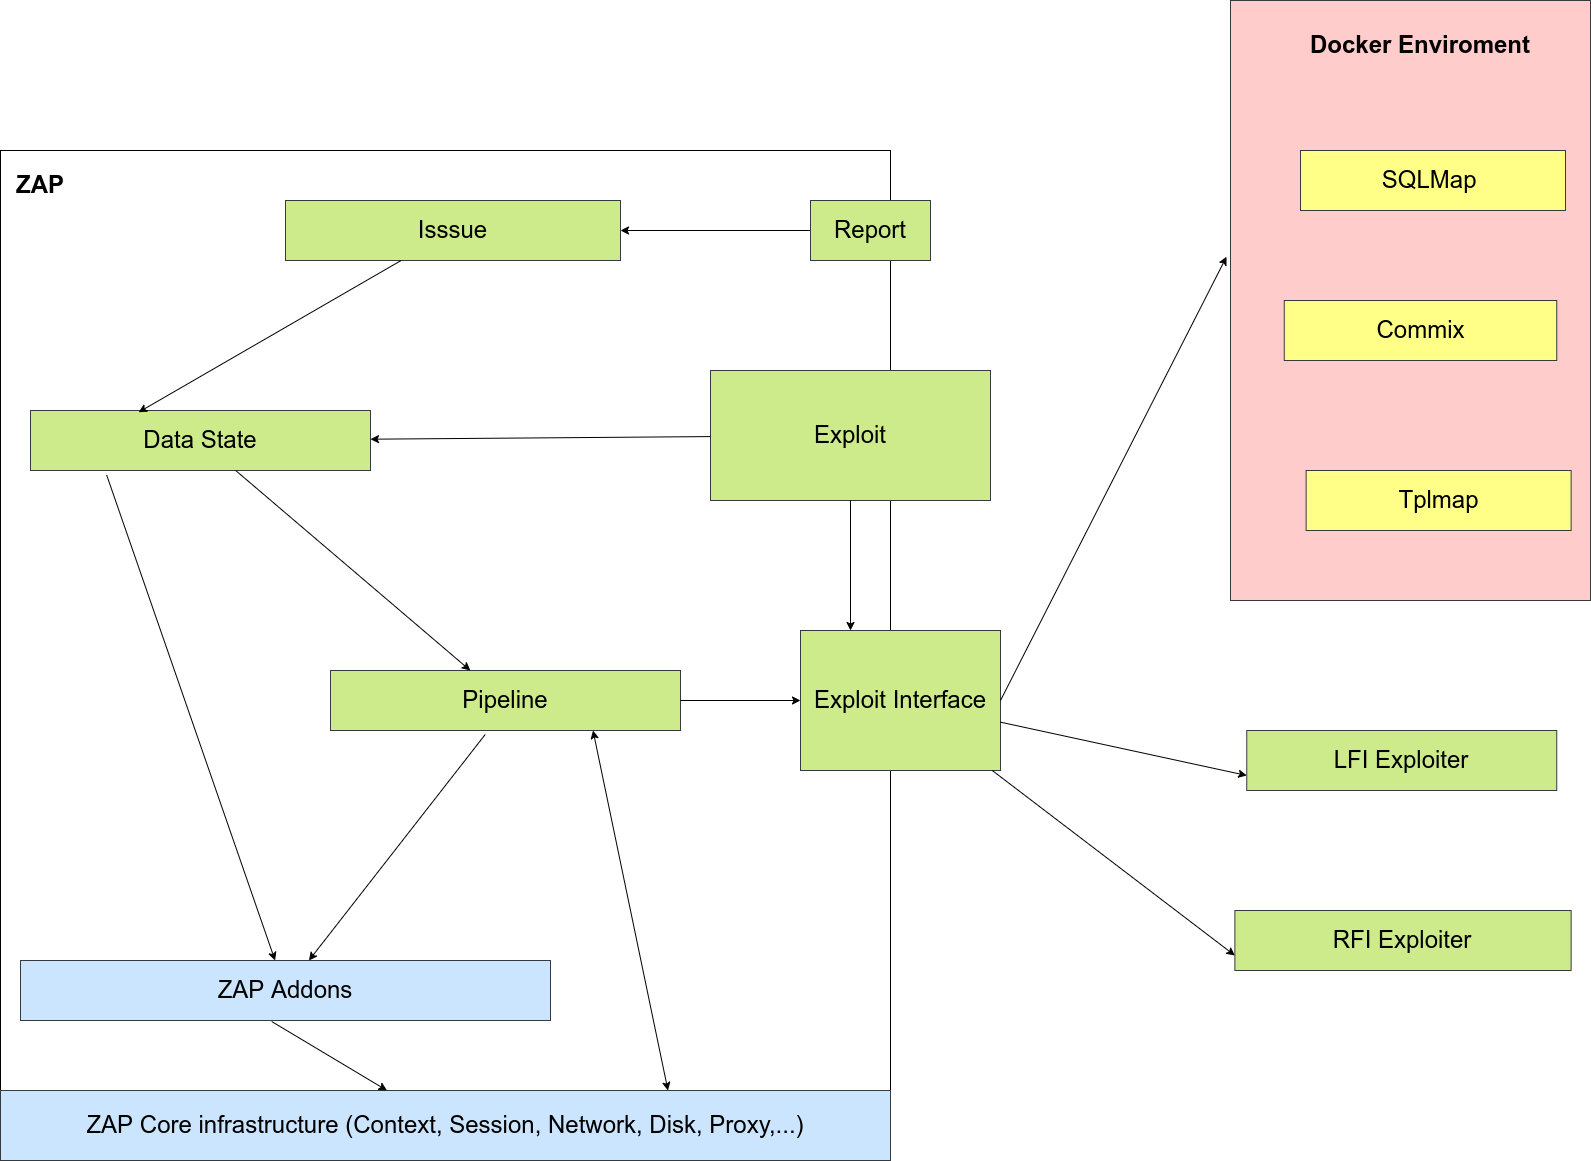 Docker Enviroment
SQLMap
ZAP
Isssue
Report
Commix
Data State
Exploit
Tplmap
Pipeline
Exploit Interface
LFI Exploiter
RFI Exploiter
ZAP Addons
ZAP Core infrastructure (Context, Session, Network, Disk, Proxy,...)